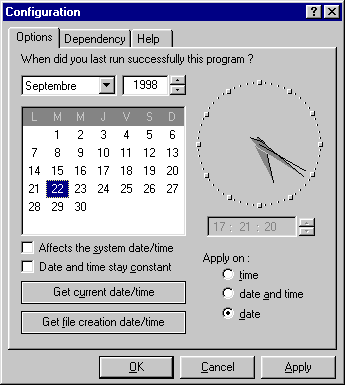 Configuration
Options Dependency Help
When did you last run successfully this program ?
Septembre 1998
L M M J V S D
1 2 3 4 5 6
7 8 9 10 11 12 13
14 15 16 17 18 19 20
21 22 23 24 25 26 27
28 29 30
17 : 21 : 20
Affects the system date/time
Date and time stay constant
Get current date/time
Get file creation date/time
Apply on :
time
date and time
date
OK Cancel Apply